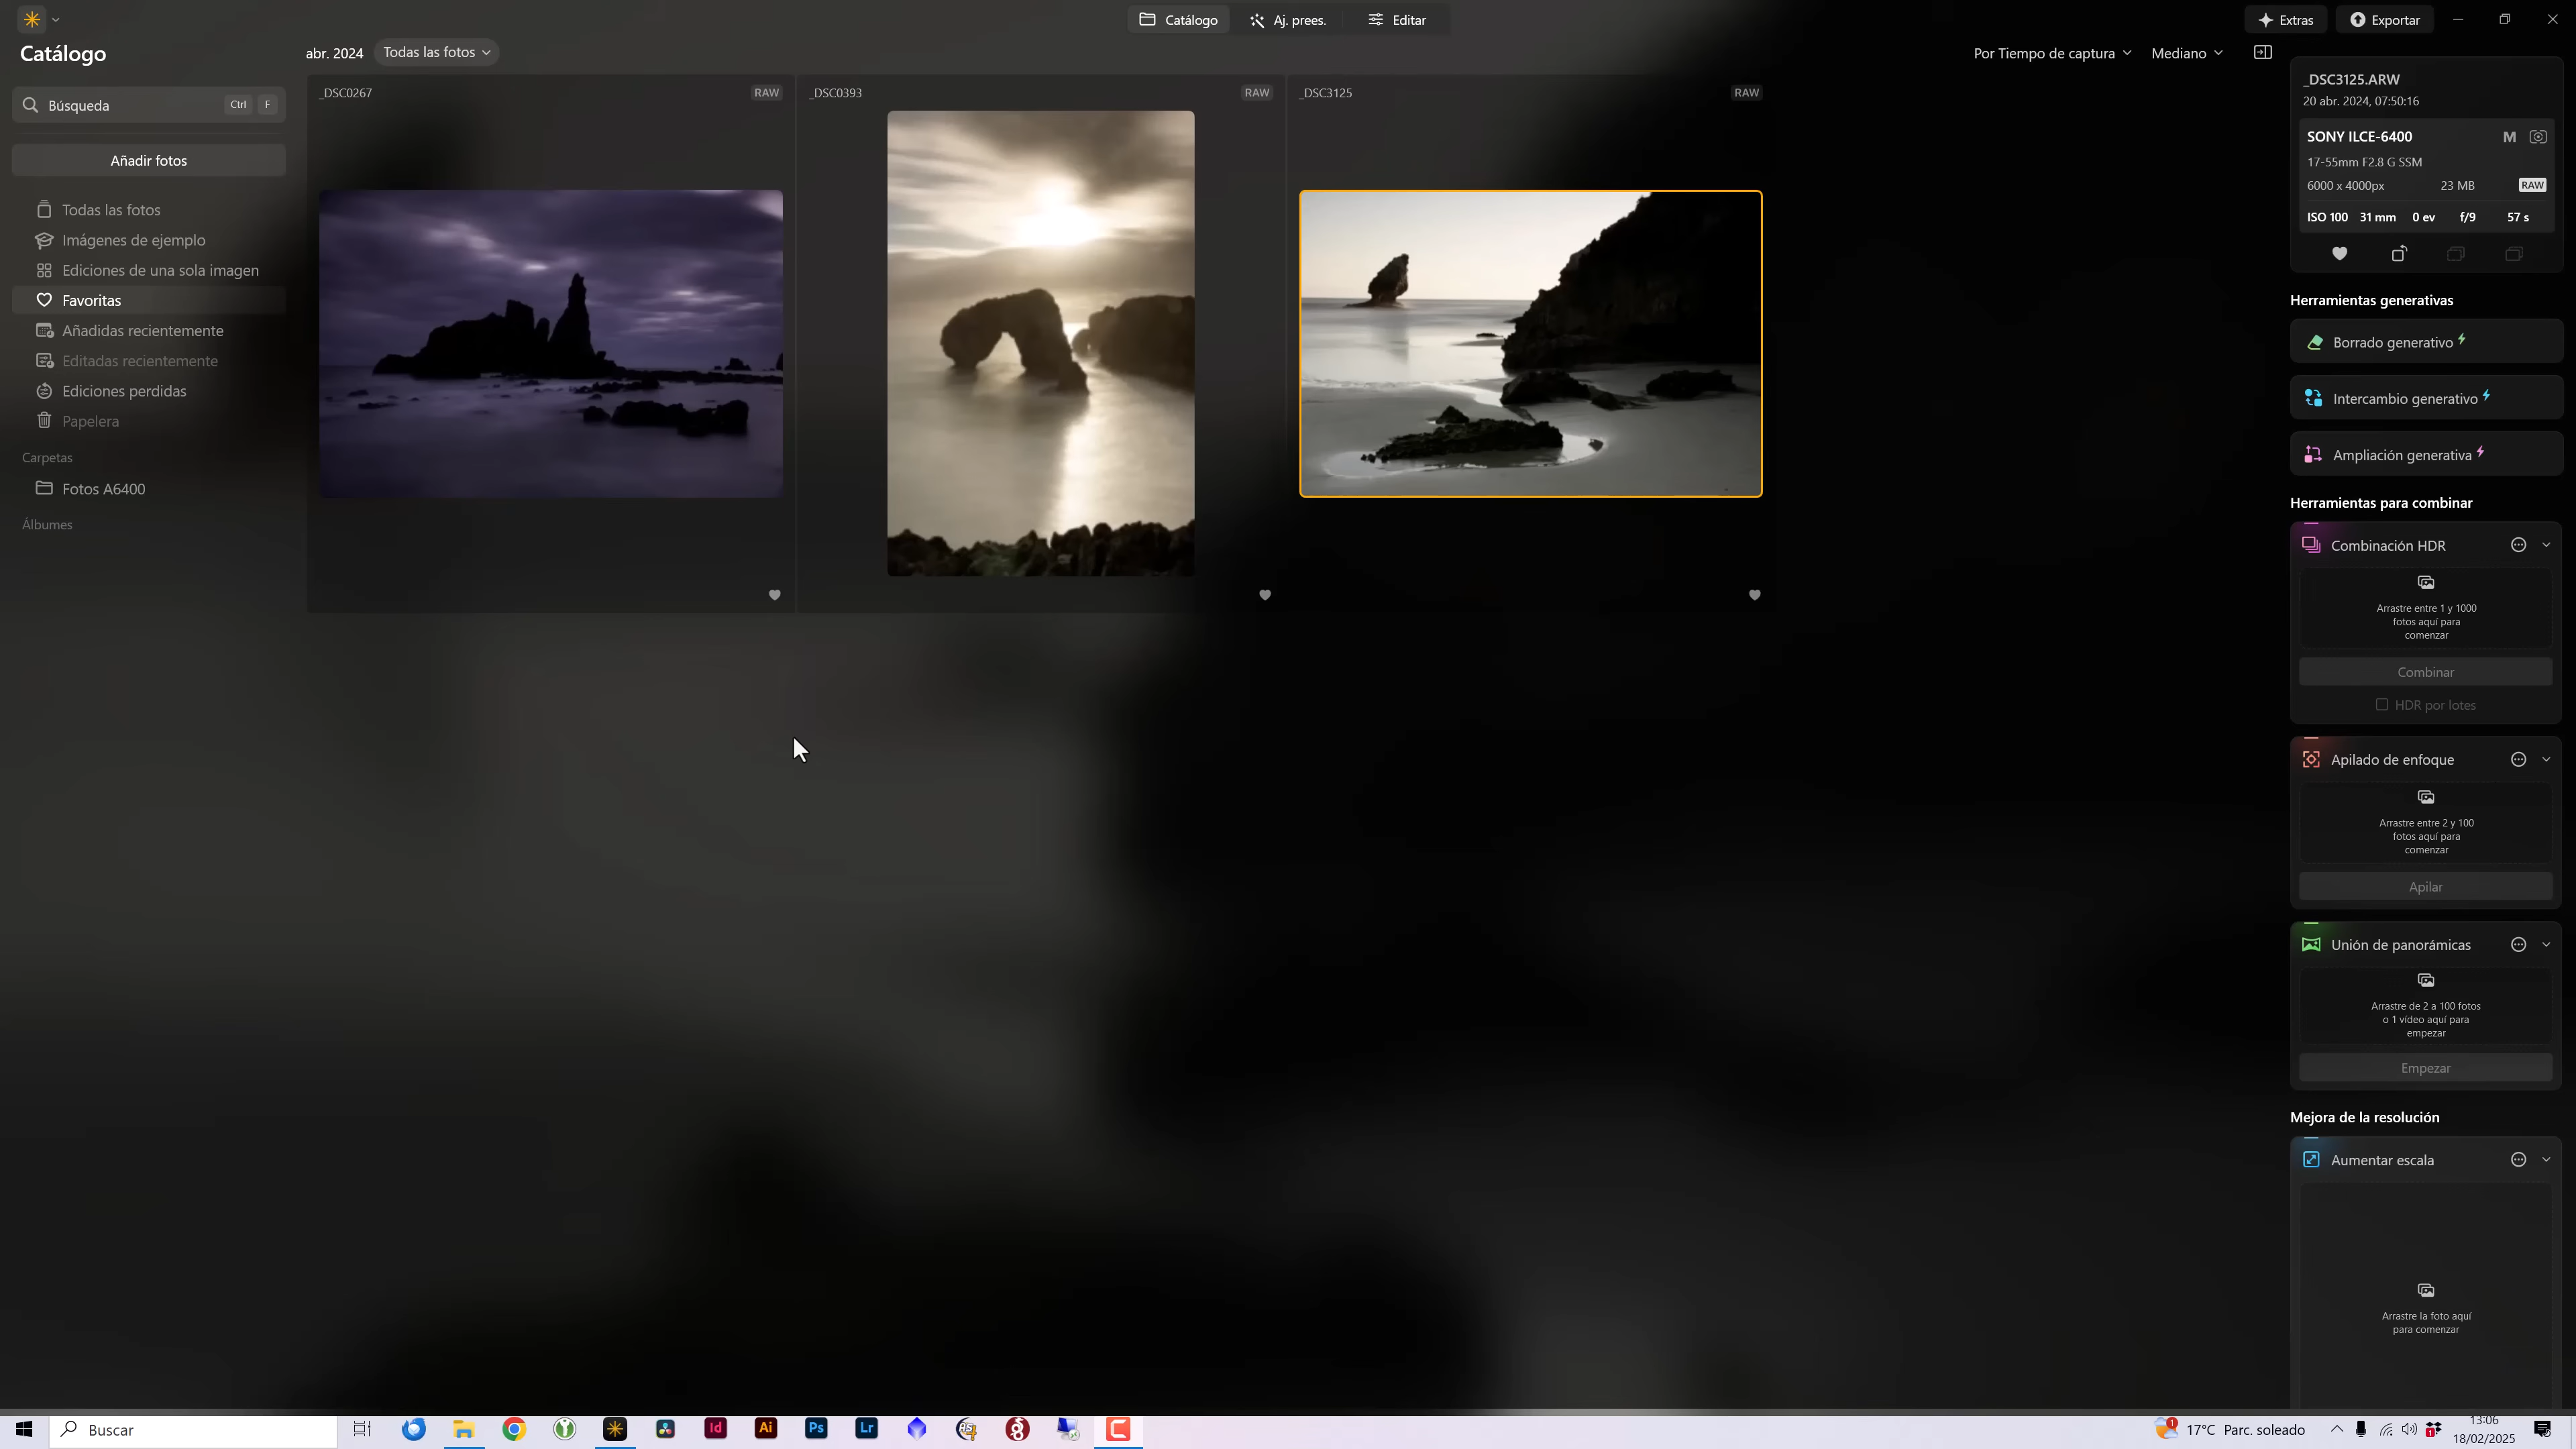 Catálogo
Aj. prees.
Editar
Extras
Exportar
Catálogo
abr. 2024
Todas las fotos
Por Tiempo de captura
Mediano
Búsqueda
Ctrl
F
Añadir fotos
Todas las fotos
Imágenes de ejemplo
Ediciones de una sola imagen
Favoritas
Añadidas recientemente
Editadas recientemente
Ediciones perdidas
Papelera
Carpetas
Fotos A6400
Álbumes
_DSC0267
RAW
_DSC0393
RAW
_DSC3125
RAW
_DSC3125.ARW
20 abr. 2024, 07:50:16
SONY ILCE-6400
M
17-55mm F2.8 G SSM
6000 x 4000px
23 MB
RAW
ISO 100
31 mm
0 ev
f/9
57 s
Herramientas generativas
Borrado generativo
Intercambio generativo
Ampliación generativa
Herramientas para combinar
Combinación HDR
Arrastre entre 1 y 1000
fotos aquí para
comenzar
Combinar
HDR por lotes
Apilado de enfoque
Arrastre entre 2 y 100
fotos aquí para
comenzar
Apilar
Unión de panorámicas
Arrastre de 2 a 100 fotos
o 1 vídeo aquí para
empezar
Empezar
Mejora de la resolución
Aumentar escala
Arrastre la foto aquí
para comenzar
Buscar
Id
Ai
Ps
Lr
1
17°C Parc. soleado
1
13:06
18/02/2025